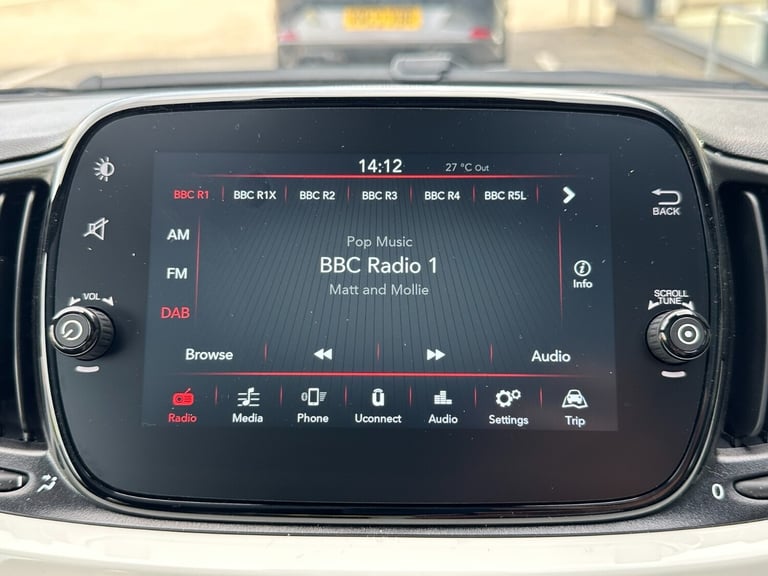 14:12 27 °C Out
BBC R1 BBC R1X BBC R2 BBC R3 BBC R4 BBC R5L
BACK
AM
Pop Music
FM
BBC Radio 1
Info
Matt and Mollie
VOL
SCROLL
TUNE
DAB
Browse Audio
Radio Media Phone Uconnect Audio Settings Trip
0